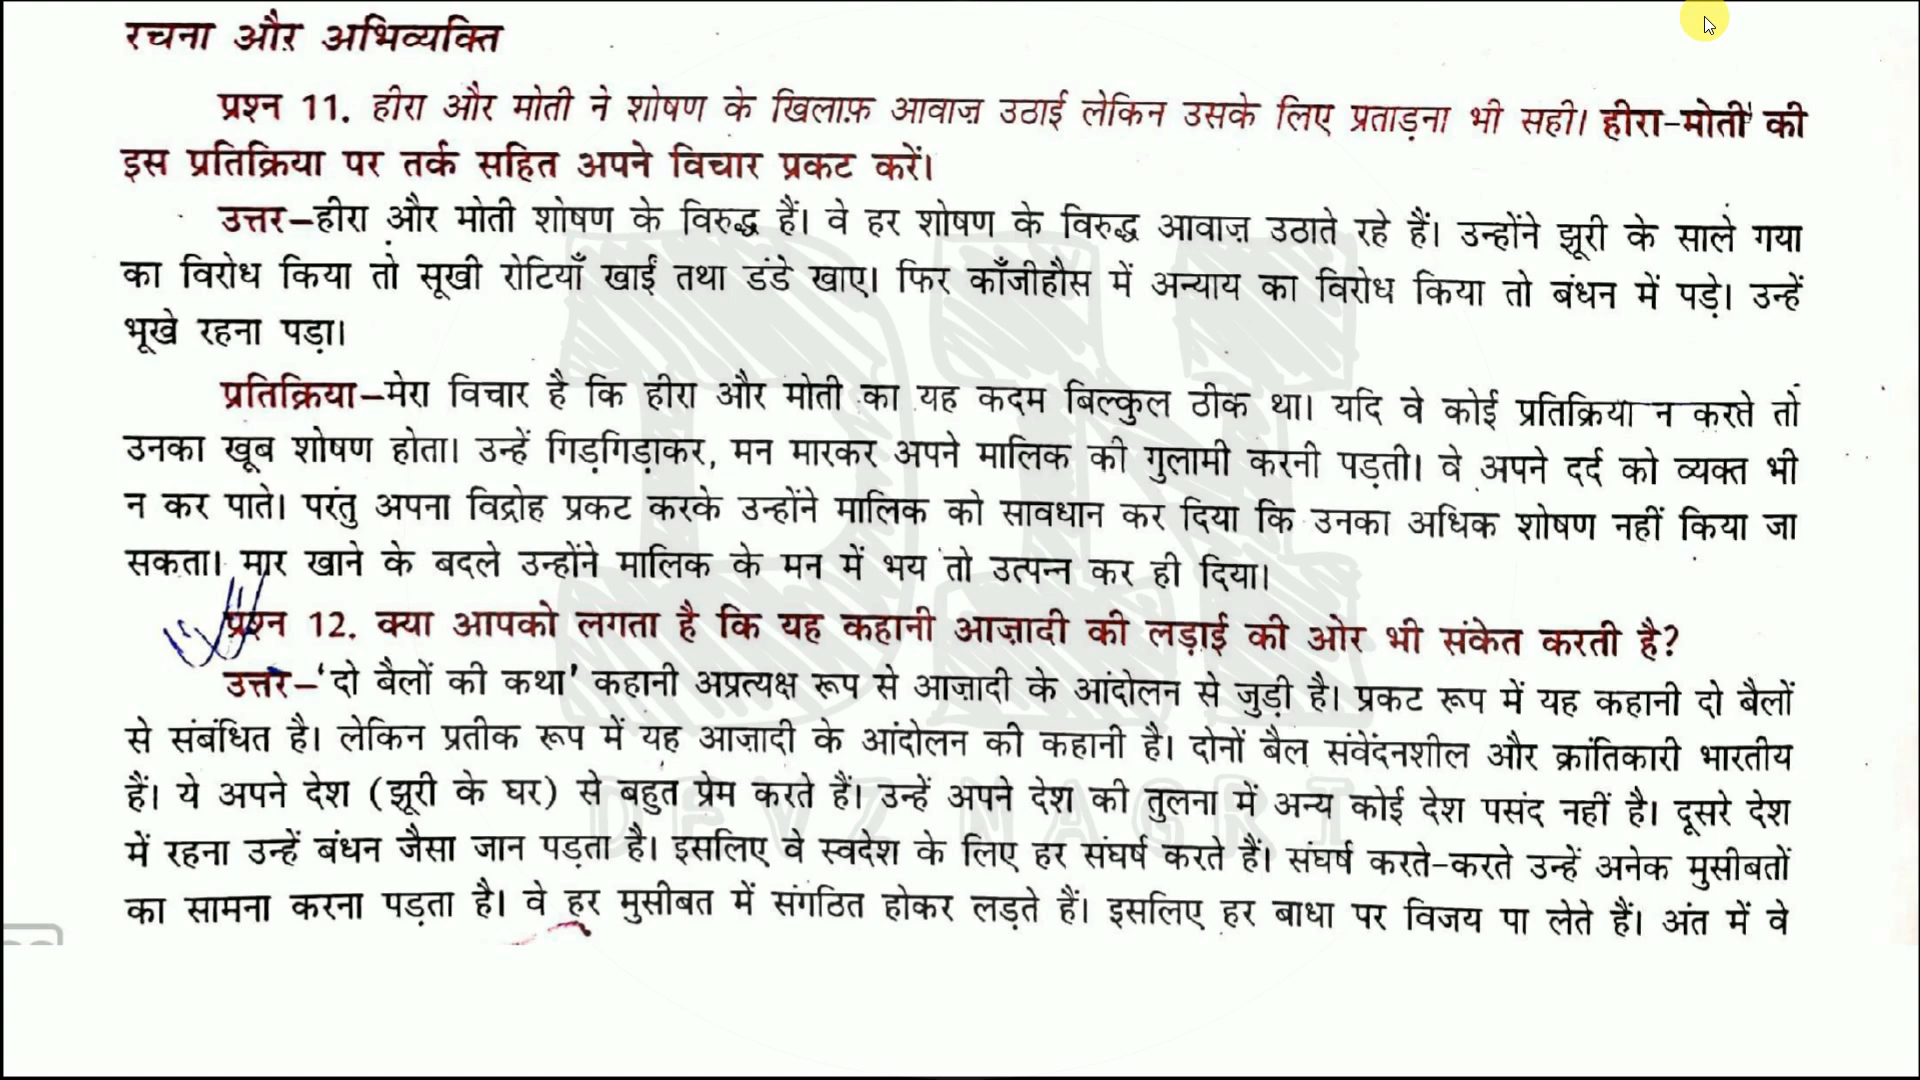 रचना और अभिव्यक्ति
प्रश्न 11. हीरा और मोती ने शोषण के खिलाफ़ आवाज़ उठाई लेकिन उसके लिए प्रताड़ना भी सही। हीरा-मोती की
इस प्रतिक्रिया पर तर्क सहित अपने विचार प्रकट करें।
उत्तर–हीरा और मोती शोषण के विरुद्ध हैं। वे हर शोषण के विरुद्ध आवाज़ उठाते रहे हैं। उन्होंने झूरी के साले गया
का विरोध किया तो सूखी रोटियाँ खाईं तथा डंडे खाए। फिर काँजीहौस में अन्याय का विरोध किया तो बंधन में पड़े। उन्हें
भूखे रहना पड़ा।
प्रतिक्रिया–मेरा विचार है कि हीरा और मोती का यह कदम बिल्कुल ठीक था। यदि वे कोई प्रतिक्रिया न करते तो
उनका खूब शोषण होता। उन्हें गिड़गिड़ाकर, मन मारकर अपने मालिक की गुलामी करनी पड़ती। वे अपने दर्द को व्यक्त भी
न कर पाते। परंतु अपना विद्रोह प्रकट करके उन्होंने मालिक को सावधान कर दिया कि उनका अधिक शोषण नहीं किया जा
सकता। मार खाने के बदले उन्होंने मालिक के मन में भय तो उत्पन्न कर ही दिया।
प्रश्न 12. क्या आपको लगता है कि यह कहानी आज़ादी की लड़ाई की ओर भी संकेत करती है?
उत्तर–'दो बैलों की कथा' कहानी अप्रत्यक्ष रूप से आज़ादी के आंदोलन से जुड़ी है। प्रकट रूप में यह कहानी दो बैलों
से संबंधित है। लेकिन प्रतीक रूप में यह आज़ादी के आंदोलन की कहानी है। दोनों बैल संवेंदनशील और क्रांतिकारी भारतीय
हैं। ये अपने देश (झूरी के घर) से बहुत प्रेम करते हैं। उन्हें अपने देश की तुलना में अन्य कोई देश पसंद नहीं है। दूसरे देश
में रहना उन्हें बंधन जैसा जान पड़ता है। इसलिए वे स्वदेश के लिए हर संघर्ष करते हैं। संघर्ष करते-करते उन्हें अनेक मुसीबतों
का सामना करना पड़ता है। वे हर मुसीबत में संगठित होकर लड़ते हैं। इसलिए हर बाधा पर विजय पा लेते हैं। अंत में वे
DEVZ NAGRI